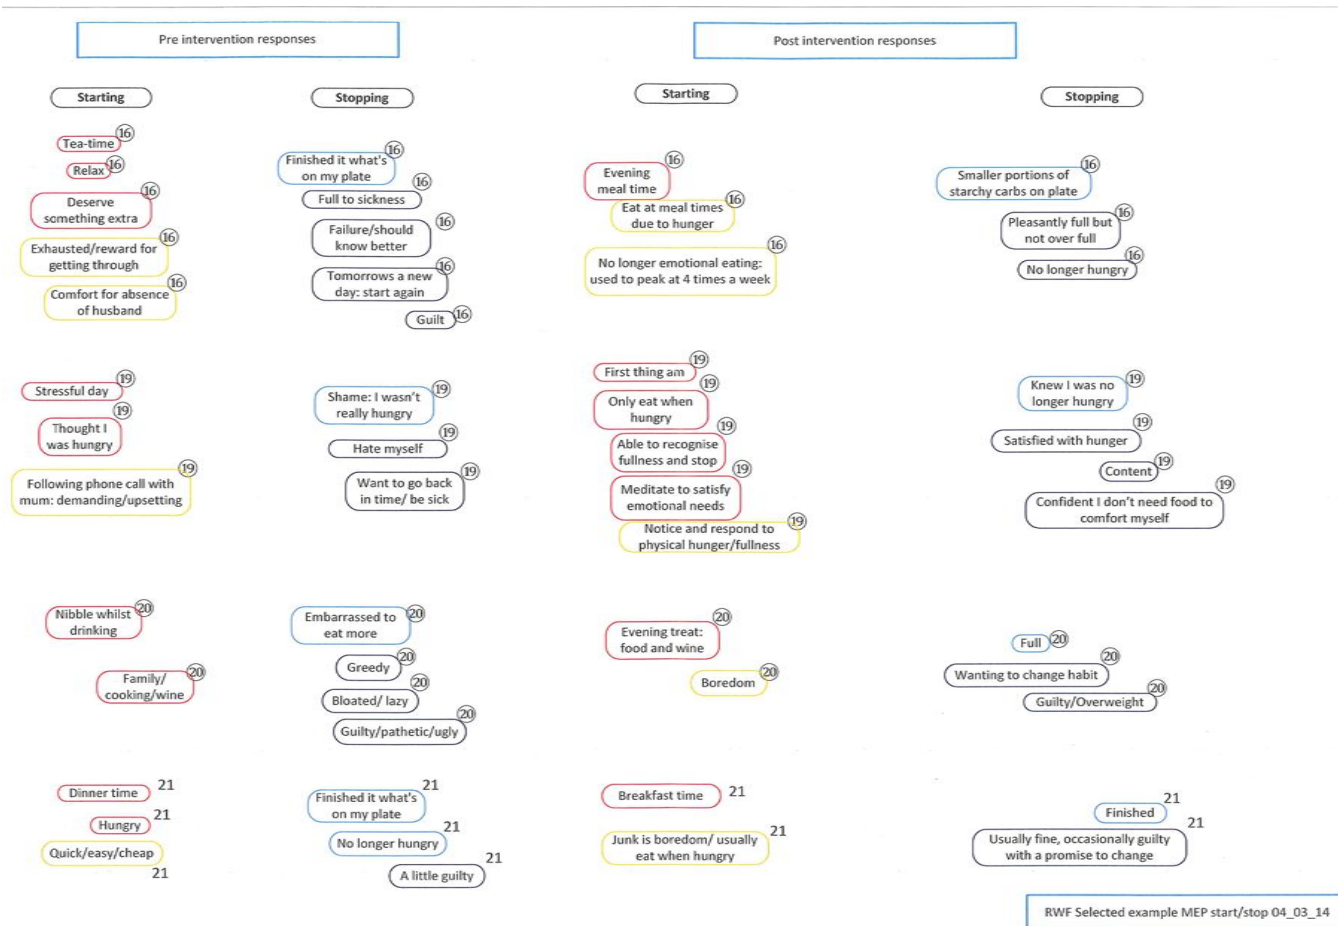 Pre intervention responses
Post intervention responses
Starting
Stopping
Starting
Stopping
Tea-time
16
Relax
16
Deserve
something extra
16
Exhausted/reward for
getting through
16
Comfort for absence
of husband
16
Finished it what's
on my plate
16
Full to sickness
16
Failure/should
know better
16
Tomorrows a new
day: start again
16
Guilt
16
Evening
meal time
16
Eat at meal times
due to hunger
16
No longer emotional eating:
used to peak at 4 times a week
16
Smaller portions of
starchy carbs on plate
16
Pleasantly full but
not over full
16
No longer hungry
16
Stressful day
19
Thought I
was hungry
19
Following phone call with
mum: demanding/upsetting
19
Shame: I wasn't
really hungry
19
Hate myself
19
Want to go back
in time/ be sick
19
First thing am
19
Only eat when
hungry
19
Able to recognise
fullness and stop
19
Meditate to satisfy
emotional needs
19
Notice and respond to
physical hunger/fullness
19
Knew I was no
longer hungry
19
Satisfied with hunger
19
Content
19
Confident I don't need food to
comfort myself
19
Nibble whilst
drinking
20
Family/
cooking/wine
20
Embarrassed to
eat more
20
Greedy
20
Bloated/ lazy
20
Guilty/pathetic/ugly
20
Evening treat:
food and wine
20
Boredom
20
Full
20
Wanting to change habit
20
Guilty/Overweight
20
Dinner time
21
Hungry
21
Quick/easy/cheap
21
Finished it what's
on my plate
21
No longer hungry
21
A little guilty
21
Breakfast time
21
Junk is boredom/ usually
eat when hungry
21
Finished
21
Usually fine, occasionally guilty
with a promise to change
21
RWF Selected example MEP start/stop 04_03_14